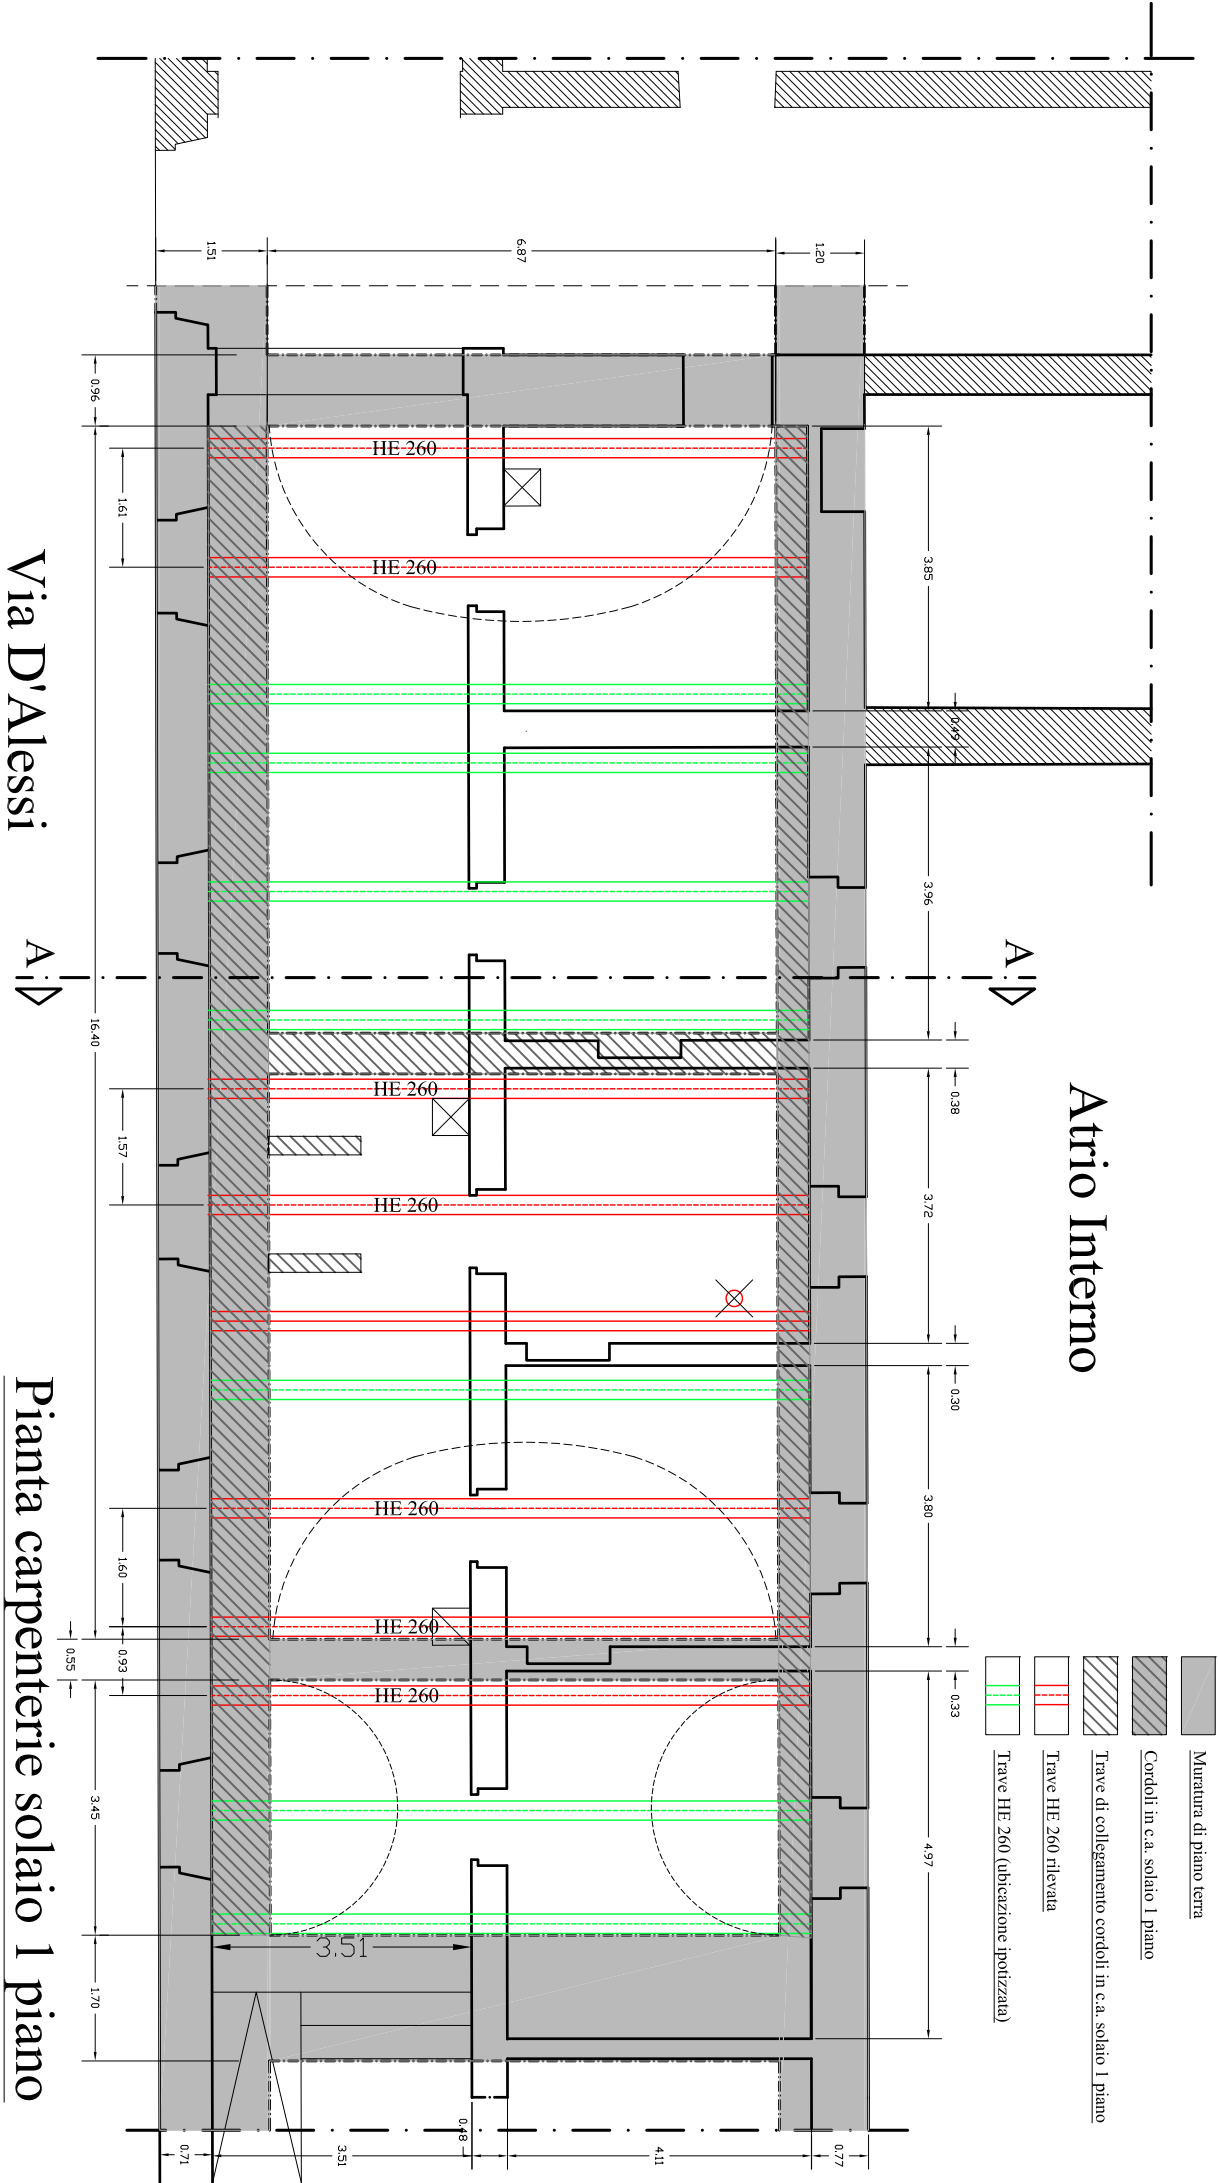 Atrio Interno
Via D'Alessi
Pianta carpenterie solaio 1 piano
A
A
Muratura di piano terra
Cordoli in c.a. solaio 1 piano
Trave di collegamento cordoli in c.a. solaio 1 piano
Trave HE 260 rilevata
Trave HE 260 (ubicazione ipotizzata)
1.20
6.87
1.51
3.85
0.49
3.96
0.38
3.72
0.30
3.80
0.33
4.97
HE 260
HE 260
HE 260
HE 260
HE 260
HE 260
HE 260
0.96
1.61
16.40
1.57
1.60
0.93
0.55
3.45
1.70
3.51
0.77
4.11
0.48
3.51
0.71